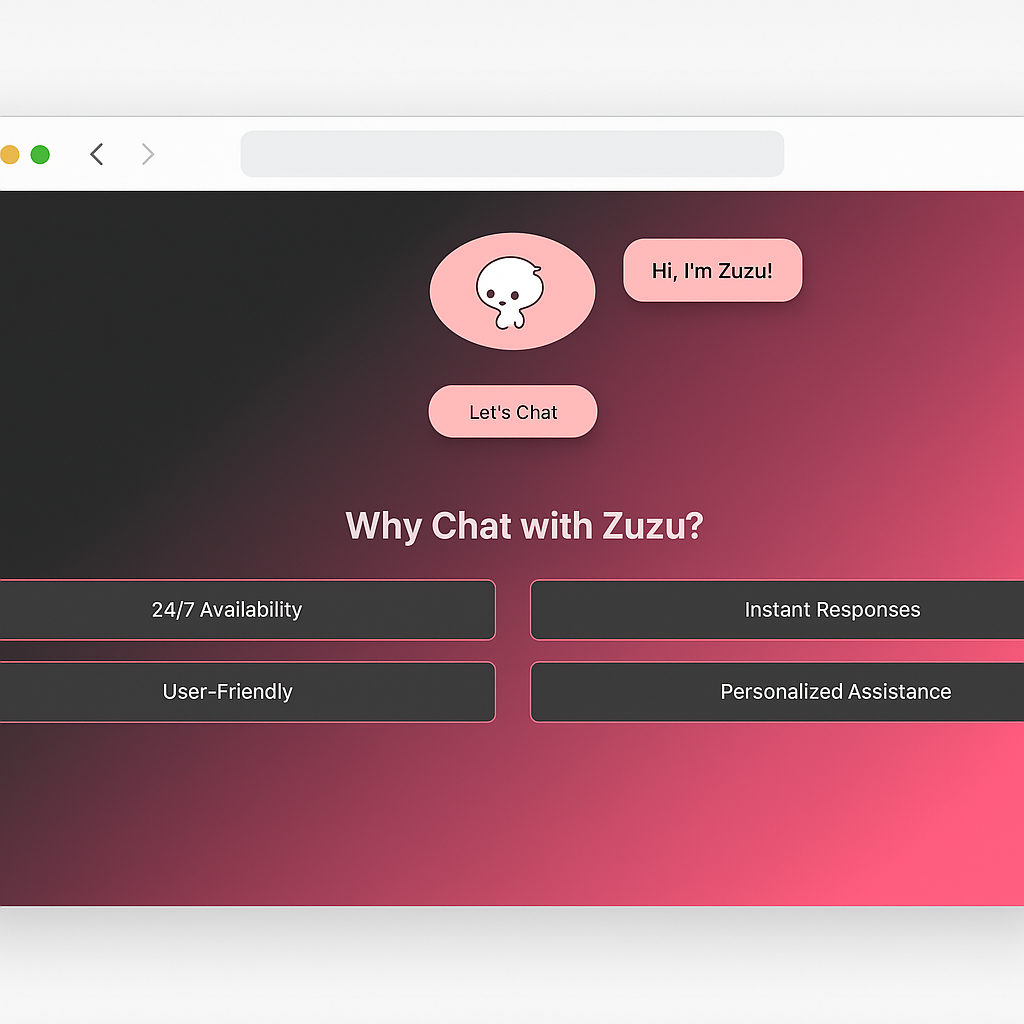 Hi, I'm Zuzu!
Let's Chat
Why Chat with Zuzu?
24/7 Availability
Instant Responses
User-Friendly
Personalized Assistance